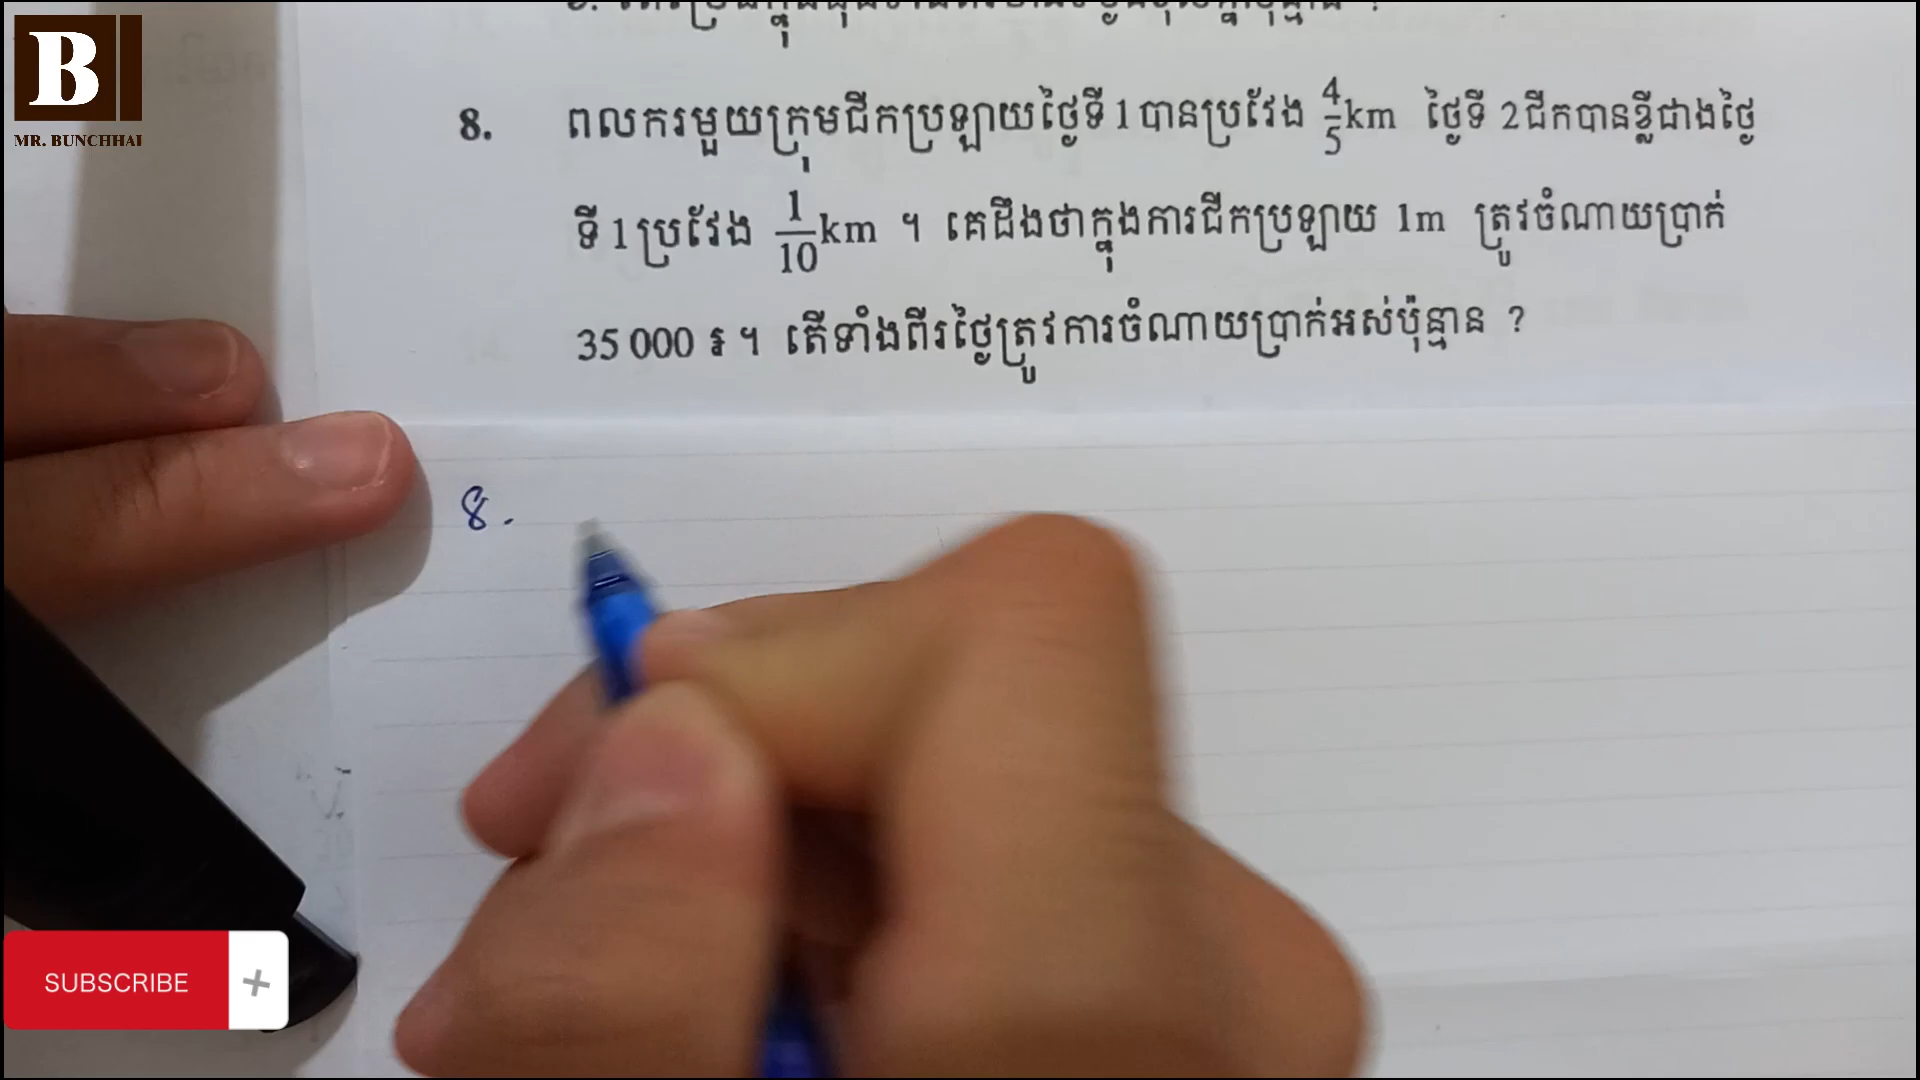 B
MR. BUNCHHAI
8. ពលករមួយក្រុមជីកប្រឡាយថ្ងៃទី 1 បានប្រវែង 4/5 km ថ្ងៃទី 2 ជីកបានខ្លីជាងថ្ងៃ
ទី 1 ប្រវែង 1/10 km ។ គេដឹងថាក្នុងការជីកប្រឡាយ 1m ត្រូវចំណាយប្រាក់
35 000 ៛ ។ តើទាំងពីរថ្ងៃត្រូវការចំណាយប្រាក់អស់ប៉ុន្មាន ?
8.
SUBSCRIBE +